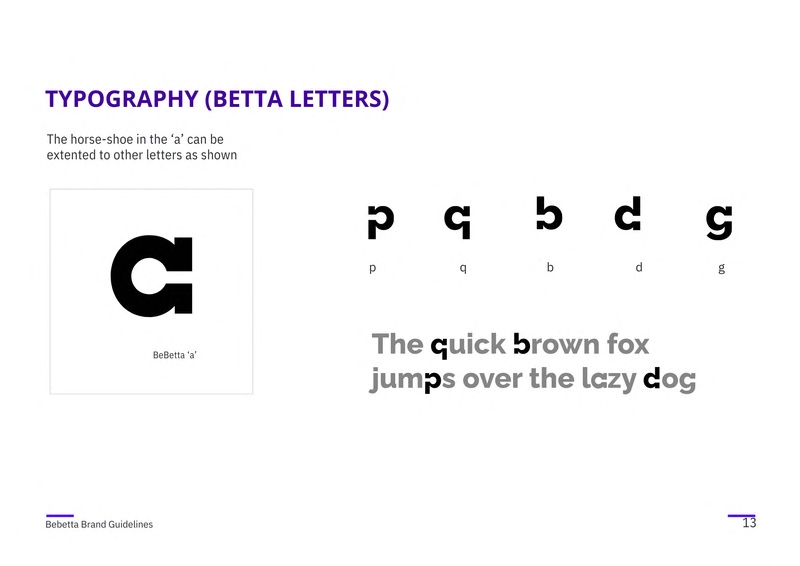 TYPOGRAPHY (BETTA LETTERS)
The horse-shoe in the ‘a’ can be
extented to other letters as shown
a
BeBetta ‘a’
p q b d g
p q b d g
The quick brown fox
jumps over the lazy dog
Bebetta Brand Guidelines
13